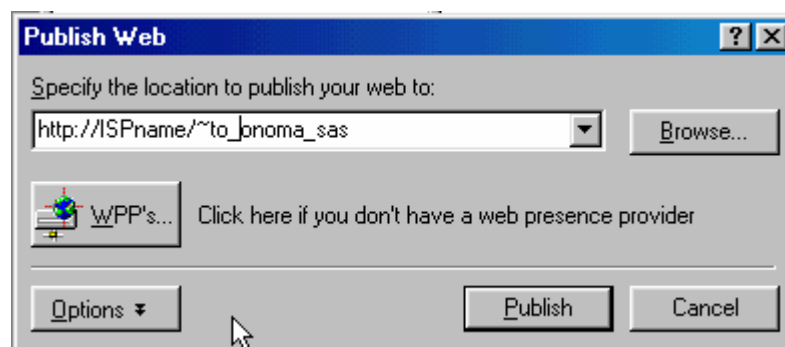 Publish Web
Specify the location to publish your web to:
http://ISPname/~to_onoma_sas
Browse...
WPP's...
Click here if you don't have a web presence provider
Options
Publish
Cancel